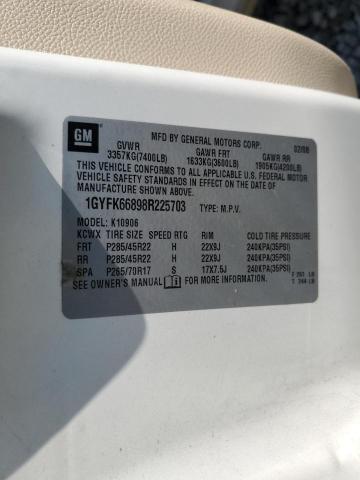 GM
MFD BY GENERAL MOTORS CORP. 02/08
GVWR GAWR FRT GAWR RR
3357KG(7400LB) 1633KG(3600LB) 1905KG(4200LB)
THIS VEHICLE CONFORMS TO ALL APPLICABLE U.S. FEDERAL MOTOR
VEHICLE SAFETY STANDARDS IN EFFECT ON THE DATE OF
MANUFACTURE SHOWN ABOVE.
1GYFK66898R225703 TYPE: M.P.V.
MODEL: K10906
KCWX TIRE SIZE SPEED RTG RIM COLD TIRE PRESSURE
FRT P285/45R22 H 22X9J 240KPA(35PSI)
RR P285/45R22 H 22X9J 240KPA(35PSI)
SPA P265/70R17 S 17X7.5J 240KPA(35PSI)
SEE OWNER'S MANUAL FOR MORE INFORMATION.